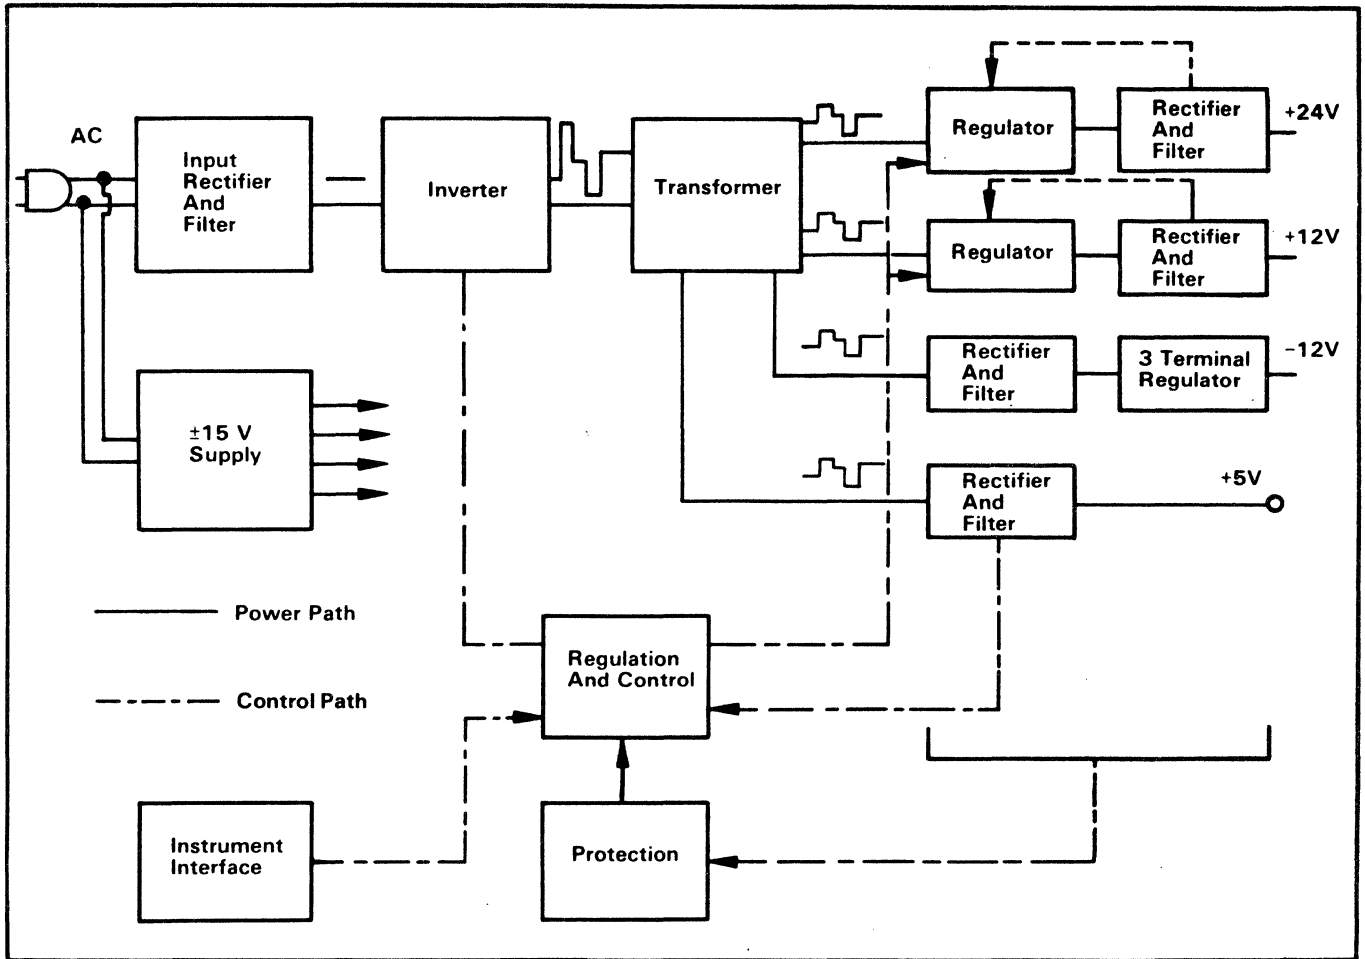 AC
Input
Rectifier
And
Filter
Inverter
Transformer
Regulator
Rectifier
And
Filter
+24V
Regulator
Rectifier
And
Filter
+12V
Rectifier
And
Filter
3 Terminal
Regulator
−12V
±15 V
Supply
Rectifier
And
Filter
+5V
Power Path
Control Path
Regulation
And Control
Instrument
Interface
Protection